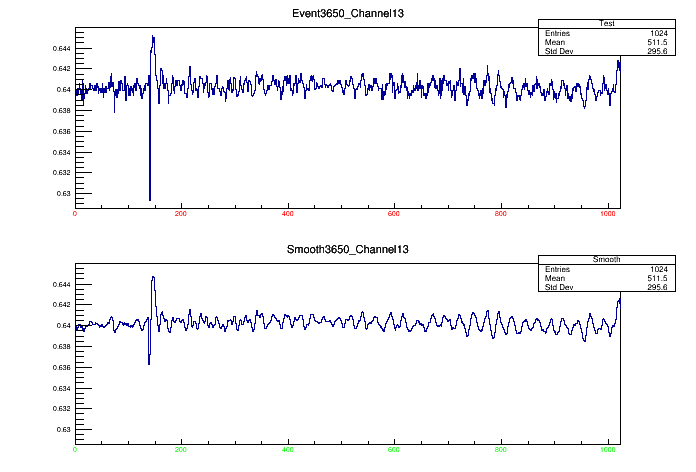 Event3650_Channel13
Test
Entries 1024
Mean 511.5
Std Dev 295.6
0.644
0.642
0.64
0.638
0.636
0.634
0.632
0.63
0 200 400 600 800 1000
Smooth3650_Channel13
Smooth
Entries 1024
Mean 511.5
Std Dev 295.6
0.644
0.642
0.64
0.638
0.636
0.634
0.632
0.63
0 200 400 600 800 1000